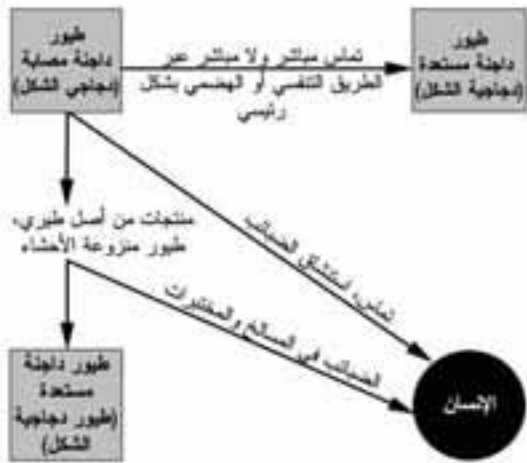 طيور
داجنة مصابة
(دجاجي الشكل)
تماس مباشر ولا مباشر عبر
الطريق التنفسي أو الهضمي بشكل
رئيسي
طيور
داجنة مستعدة
(دجاجية الشكل)
منتجات من أصل طيري،
طيور منزوعة الأحشاء
تماس، استنشاق الضبائب
الضبائب في المسالخ والمختبرات
طيور داجنة
مستعدة
(طيور دجاجية
الشكل)
الإنسان